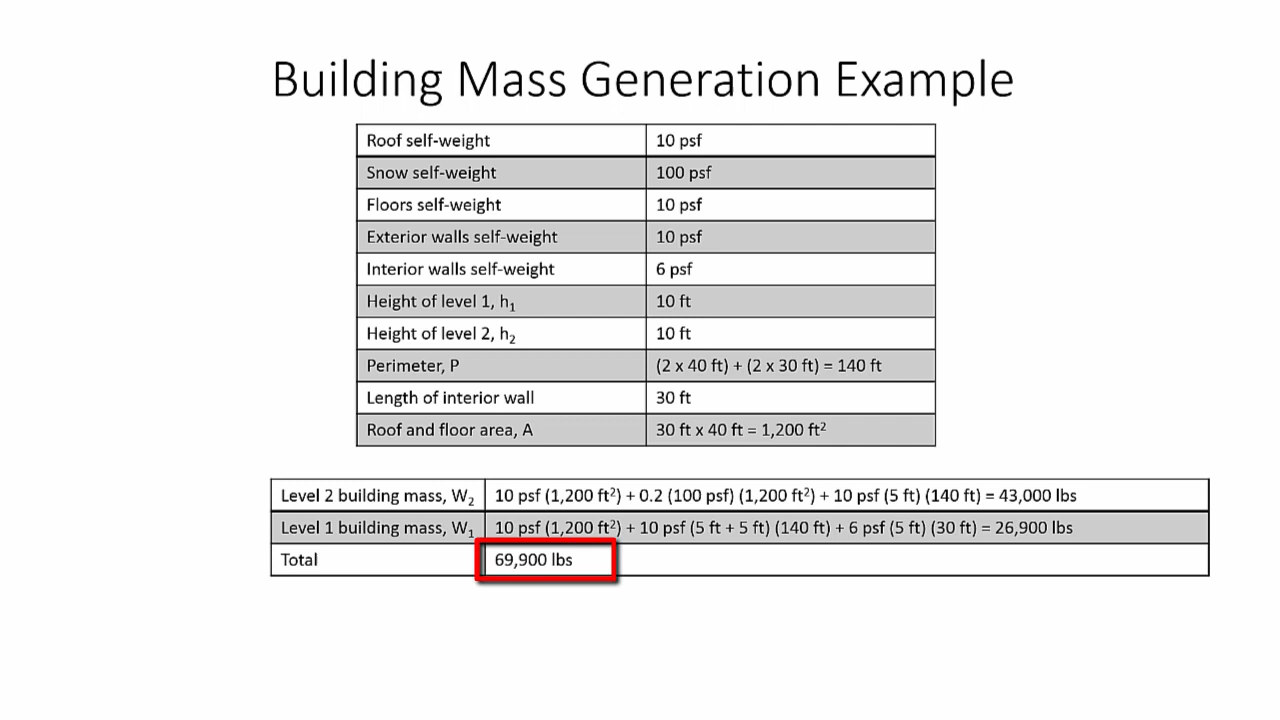 Building Mass Generation Example
Roof self-weight 10 psf
Snow self-weight 100 psf
Floors self-weight 10 psf
Exterior walls self-weight 10 psf
Interior walls self-weight 6 psf
Height of level 1, h₁ 10 ft
Height of level 2, h₂ 10 ft
Perimeter, P (2 x 40 ft) + (2 x 30 ft) = 140 ft
Length of interior wall 30 ft
Roof and floor area, A 30 ft x 40 ft = 1,200 ft²
Level 2 building mass, W₂ 10 psf (1,200 ft²) + 0.2 (100 psf) (1,200 ft²) + 10 psf (5 ft) (140 ft) = 43,000 lbs
Level 1 building mass, W₁ 10 psf (1,200 ft²) + 10 psf (5 ft + 5 ft) (140 ft) + 6 psf (5 ft) (30 ft) = 26,900 lbs
Total 69,900 lbs